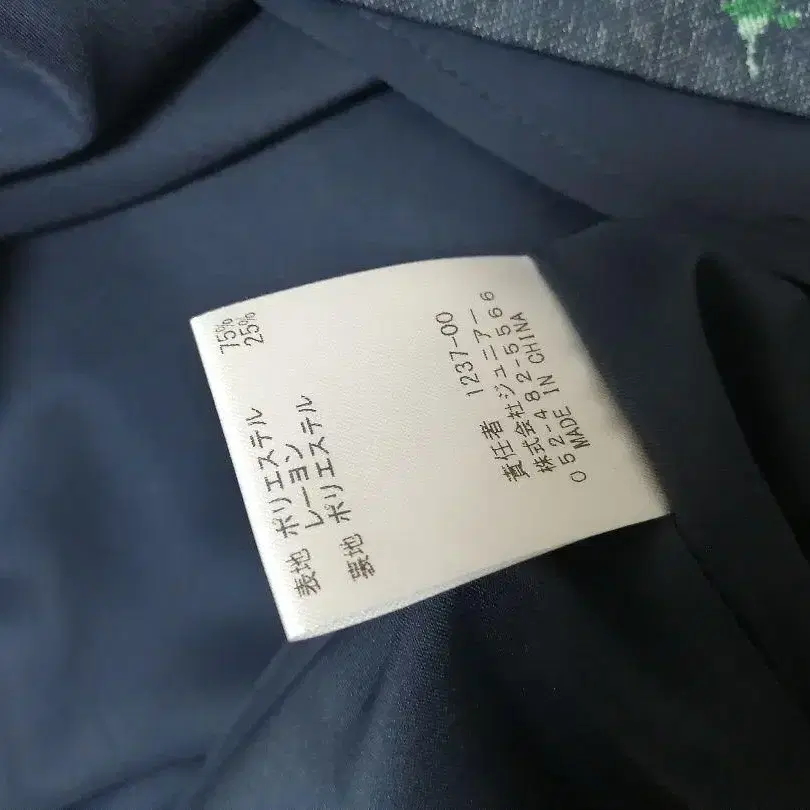 表地 ポリエステル 75%
レーヨン 25%
裏地 ポリエステル
1237-00
責任者
株式会社ジュニアー
052-482-5566
MADE IN CHINA